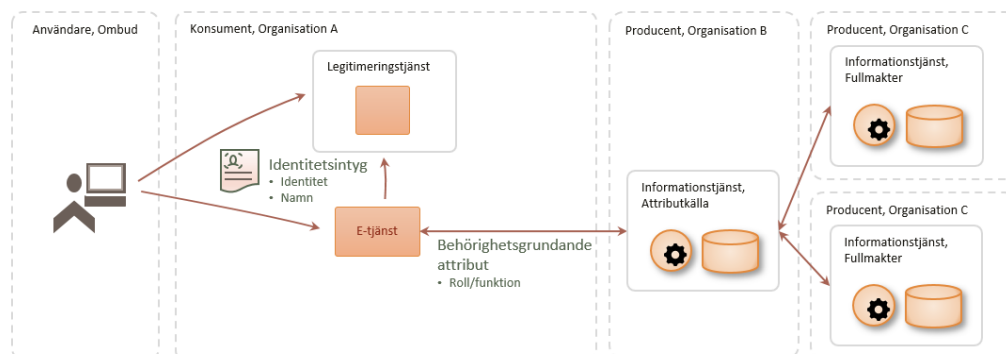 Användare, Ombud
Konsument, Organisation A
Legitimeringstjänst
Identitetsintyg
• Identitet
• Namn
E-tjänst
Behörighetsgrundande
attribut
• Roll/funktion
Producent, Organisation B
Informationstjänst,
Attributkälla
Producent, Organisation C
Informationstjänst,
Fullmakter
Producent, Organisation C
Informationstjänst,
Fullmakter